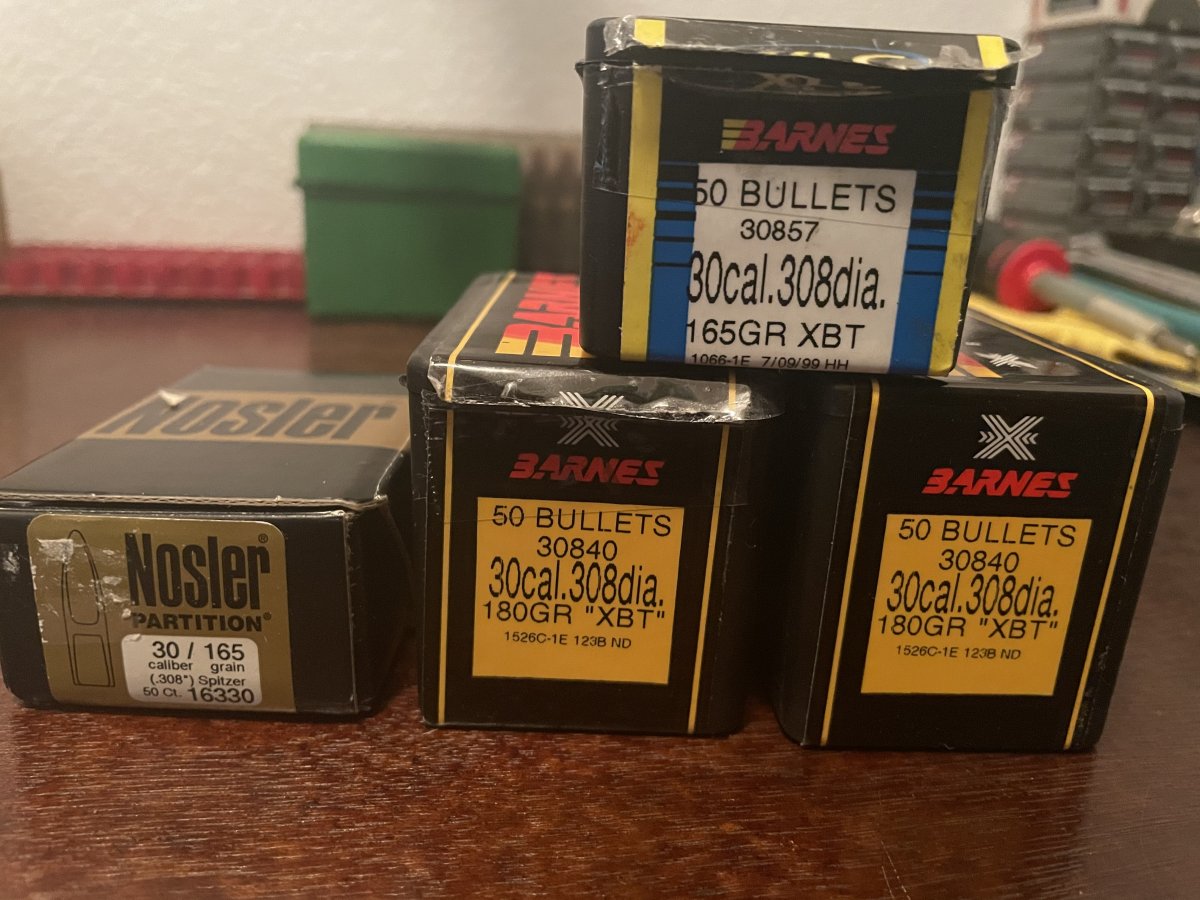 BARNES
50 BULLETS
30857
30cal.308dia.
165GR XBT
1066-1E 7/09/99 HH
Nosler
Nosler®
PARTITION®
30 / 165
caliber grain
(.308") Spitzer
50 Ct. 16330
BARNES
X
BARNES
50 BULLETS
30840
30cal.308dia.
180GR "XBT"
1526C-1E 123B ND
X
BARNES
50 BULLETS
30840
30cal.308dia.
180GR "XBT"
1526C-1E 123B ND